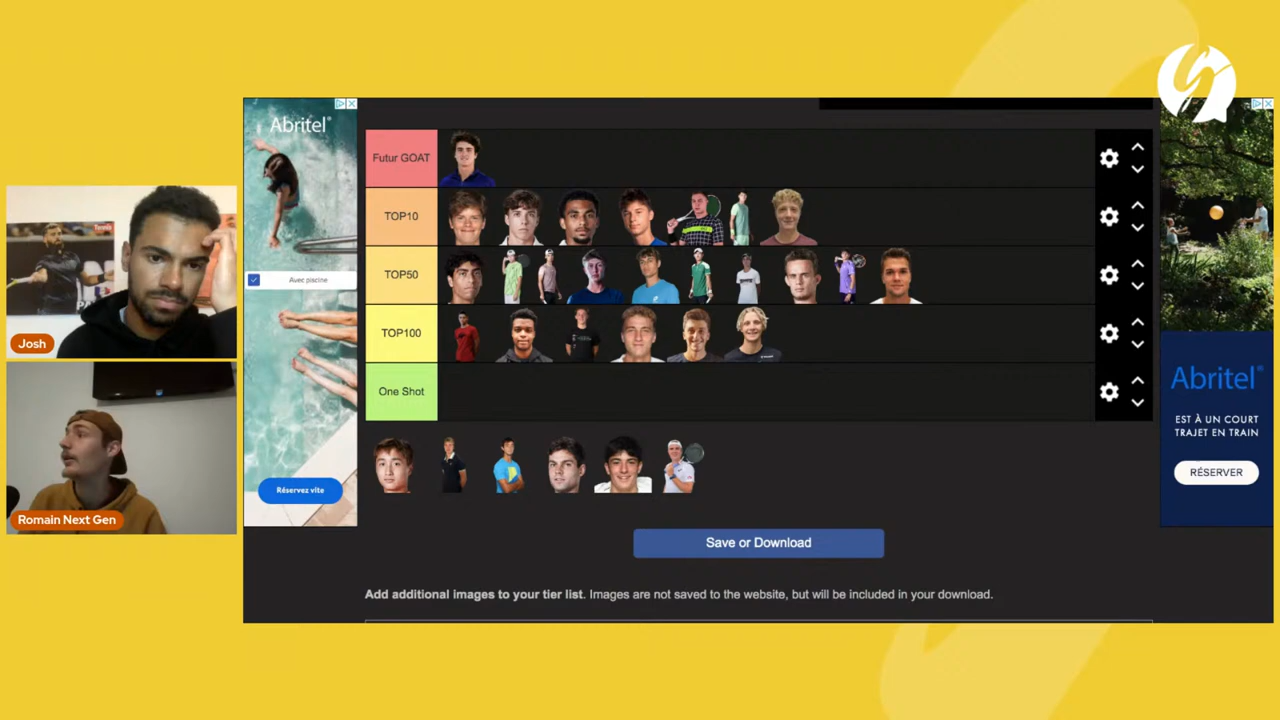 Abritel®
Avec piscine
Réservez vite
Josh
Romain Next Gen
Futur GOAT
TOP10
TOP50
TOP100
One Shot
Save or Download
Add additional images to your tier list. Images are not saved to the website, but will be included in your download.
Abritel®
EST À UN COURT
TRAJET EN TRAIN
RÉSERVER